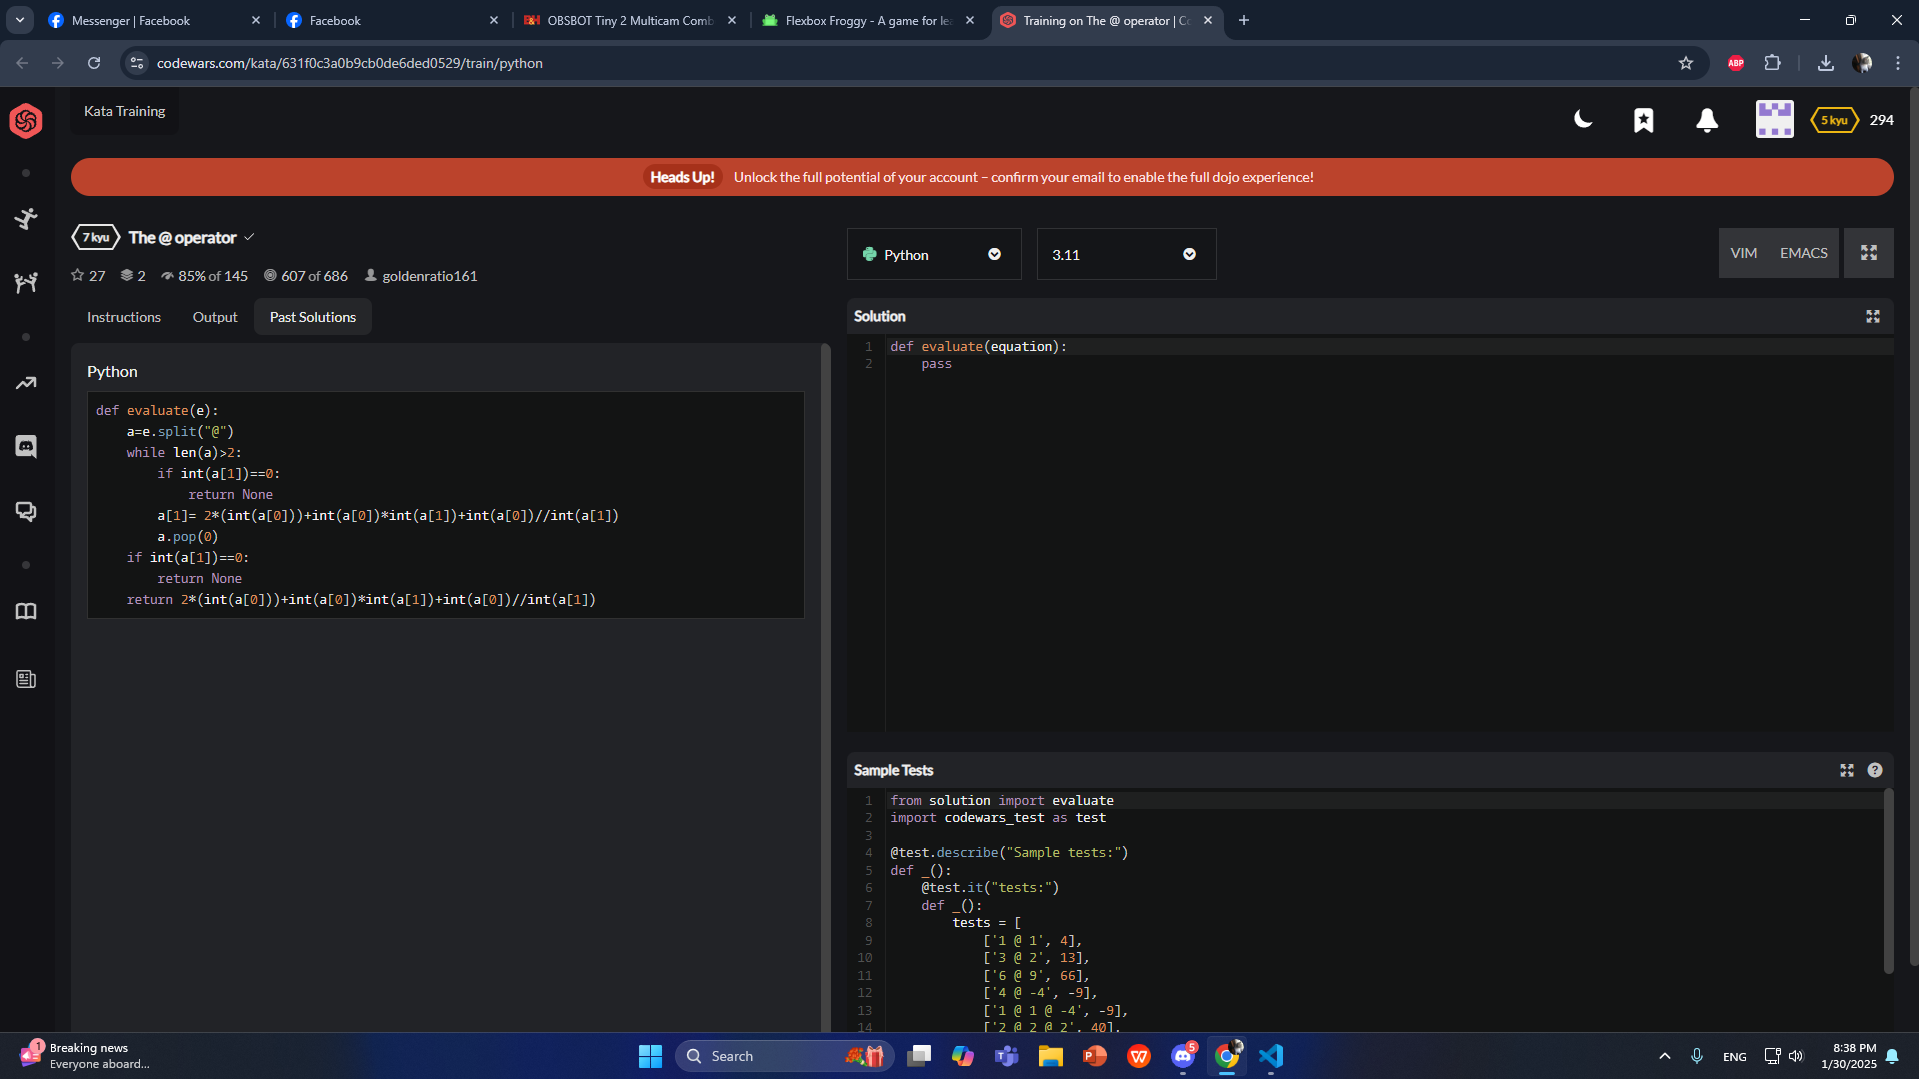 Messenger | Facebook
Facebook
OBSBOT Tiny 2 Multicam Comb
Flexbox Froggy - A game for le
Training on The @ operator | Co
codewars.com/kata/631f0c3a0b9cb0de6ded0529/train/python
ABP
Kata Training
5 kyu
294
Heads Up!
Unlock the full potential of your account – confirm your email to enable the full dojo experience!
7 kyu
The @ operator
27
2
85% of 145
607 of 686
goldenratio161
Python
3.11
VIM
EMACS
Instructions
Output
Past Solutions
Python
def evaluate(e):
    a=e.split("@")
    while len(a)>2:
        if int(a[1])==0:
            return None
        a[1]= 2*(int(a[0]))+int(a[0])*int(a[1])+int(a[0])//int(a[1])
        a.pop(0)
    if int(a[1])==0:
        return None
    return 2*(int(a[0]))+int(a[0])*int(a[1])+int(a[0])//int(a[1])
Solution
1 def evaluate(equation):
2     pass
Sample Tests
?
1 from solution import evaluate
2 import codewars_test as test
3
4 @test.describe("Sample tests:")
5 def _():
6     @test.it("tests:")
7     def _():
8         tests = [
9             ['1 @ 1', 4],
10             ['3 @ 2', 13],
11             ['6 @ 9', 66],
12             ['4 @ -4', -9],
13             ['1 @ 1 @ -4', -9],
14             ['2 @ 2 @ 2', 40],
1
Breaking news
Everyone aboard...
Search
5
ENG
8:38 PM
1/30/2025